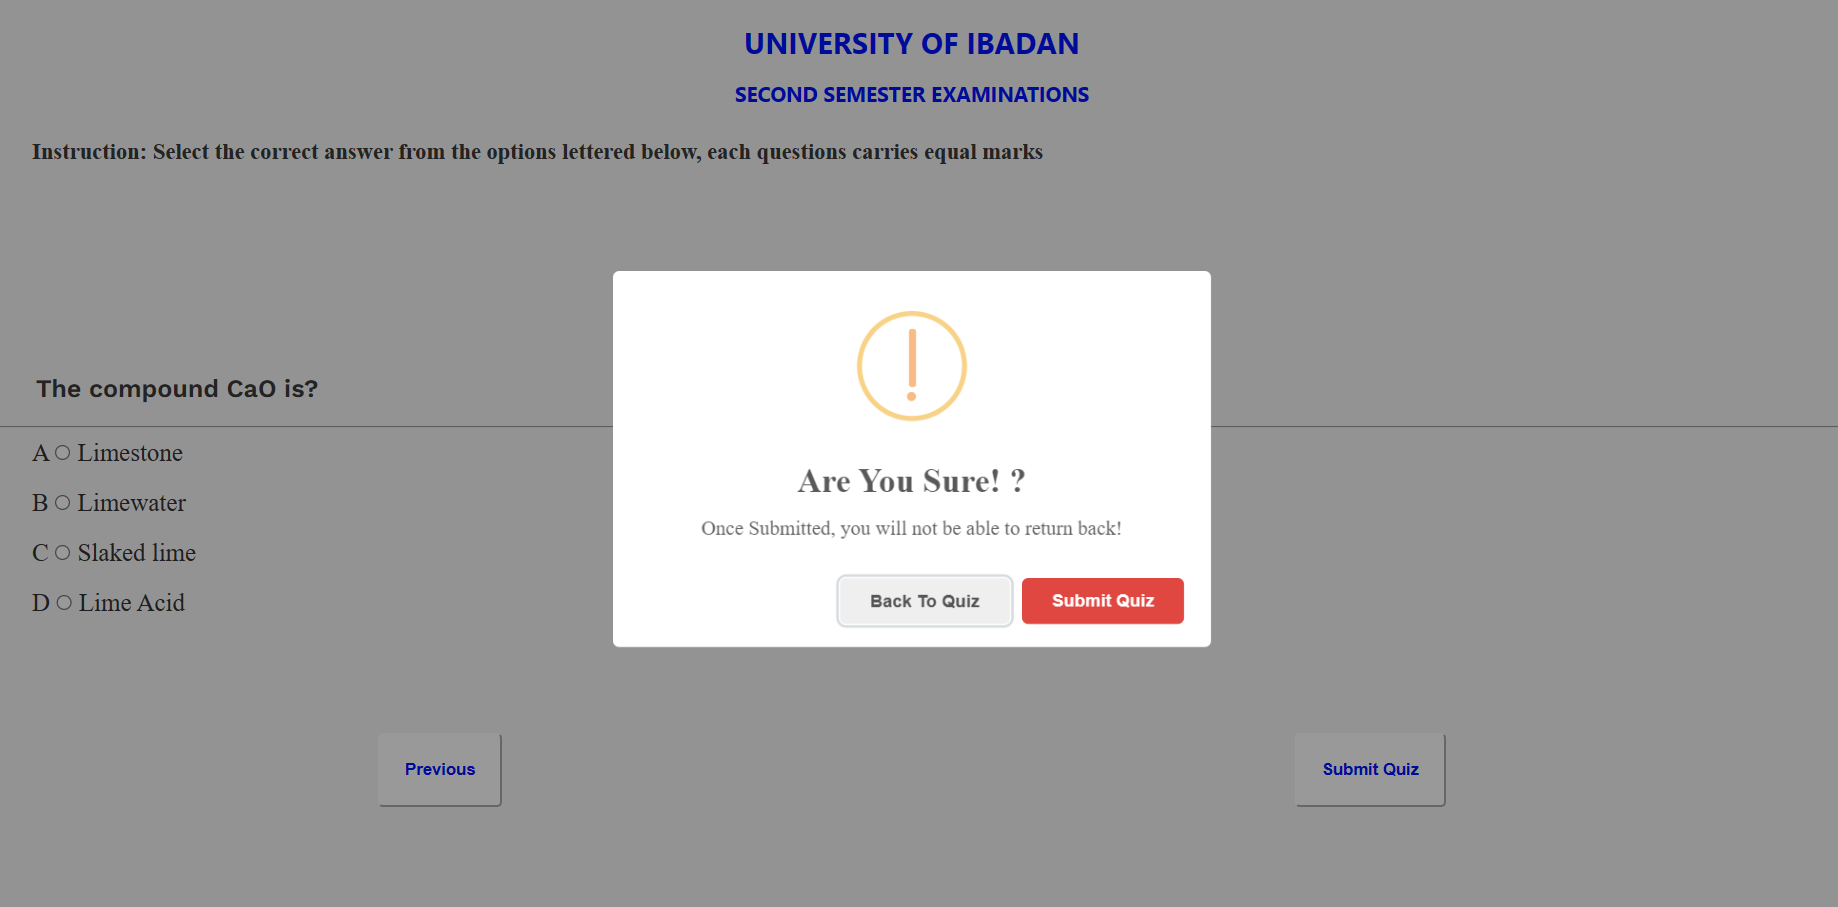 UNIVERSITY OF IBADAN
SECOND SEMESTER EXAMINATIONS
Instruction: Select the correct answer from the options lettered below, each questions carries equal marks
The compound CaO is?
A Limestone
B Limewater
C Slaked lime
D Lime Acid
Are You Sure! ?
Once Submitted, you will not be able to return back!
Back To Quiz Submit Quiz
Previous Submit Quiz